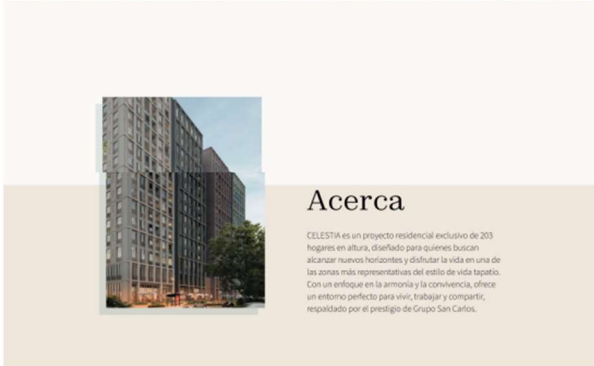 Acerca
CELESTIA es un proyecto residencial exclusivo de 203
hogares en altura, diseñado para quienes buscan
alcanzar nuevos horizontes y disfrutar la vida en una de
las zonas más representativas del estilo de vida tapatío.
Con un enfoque en la armonía y la convivencia, ofrece
un entorno perfecto para vivir, trabajar y compartir,
respaldado por el prestigio de Grupo San Carlos.